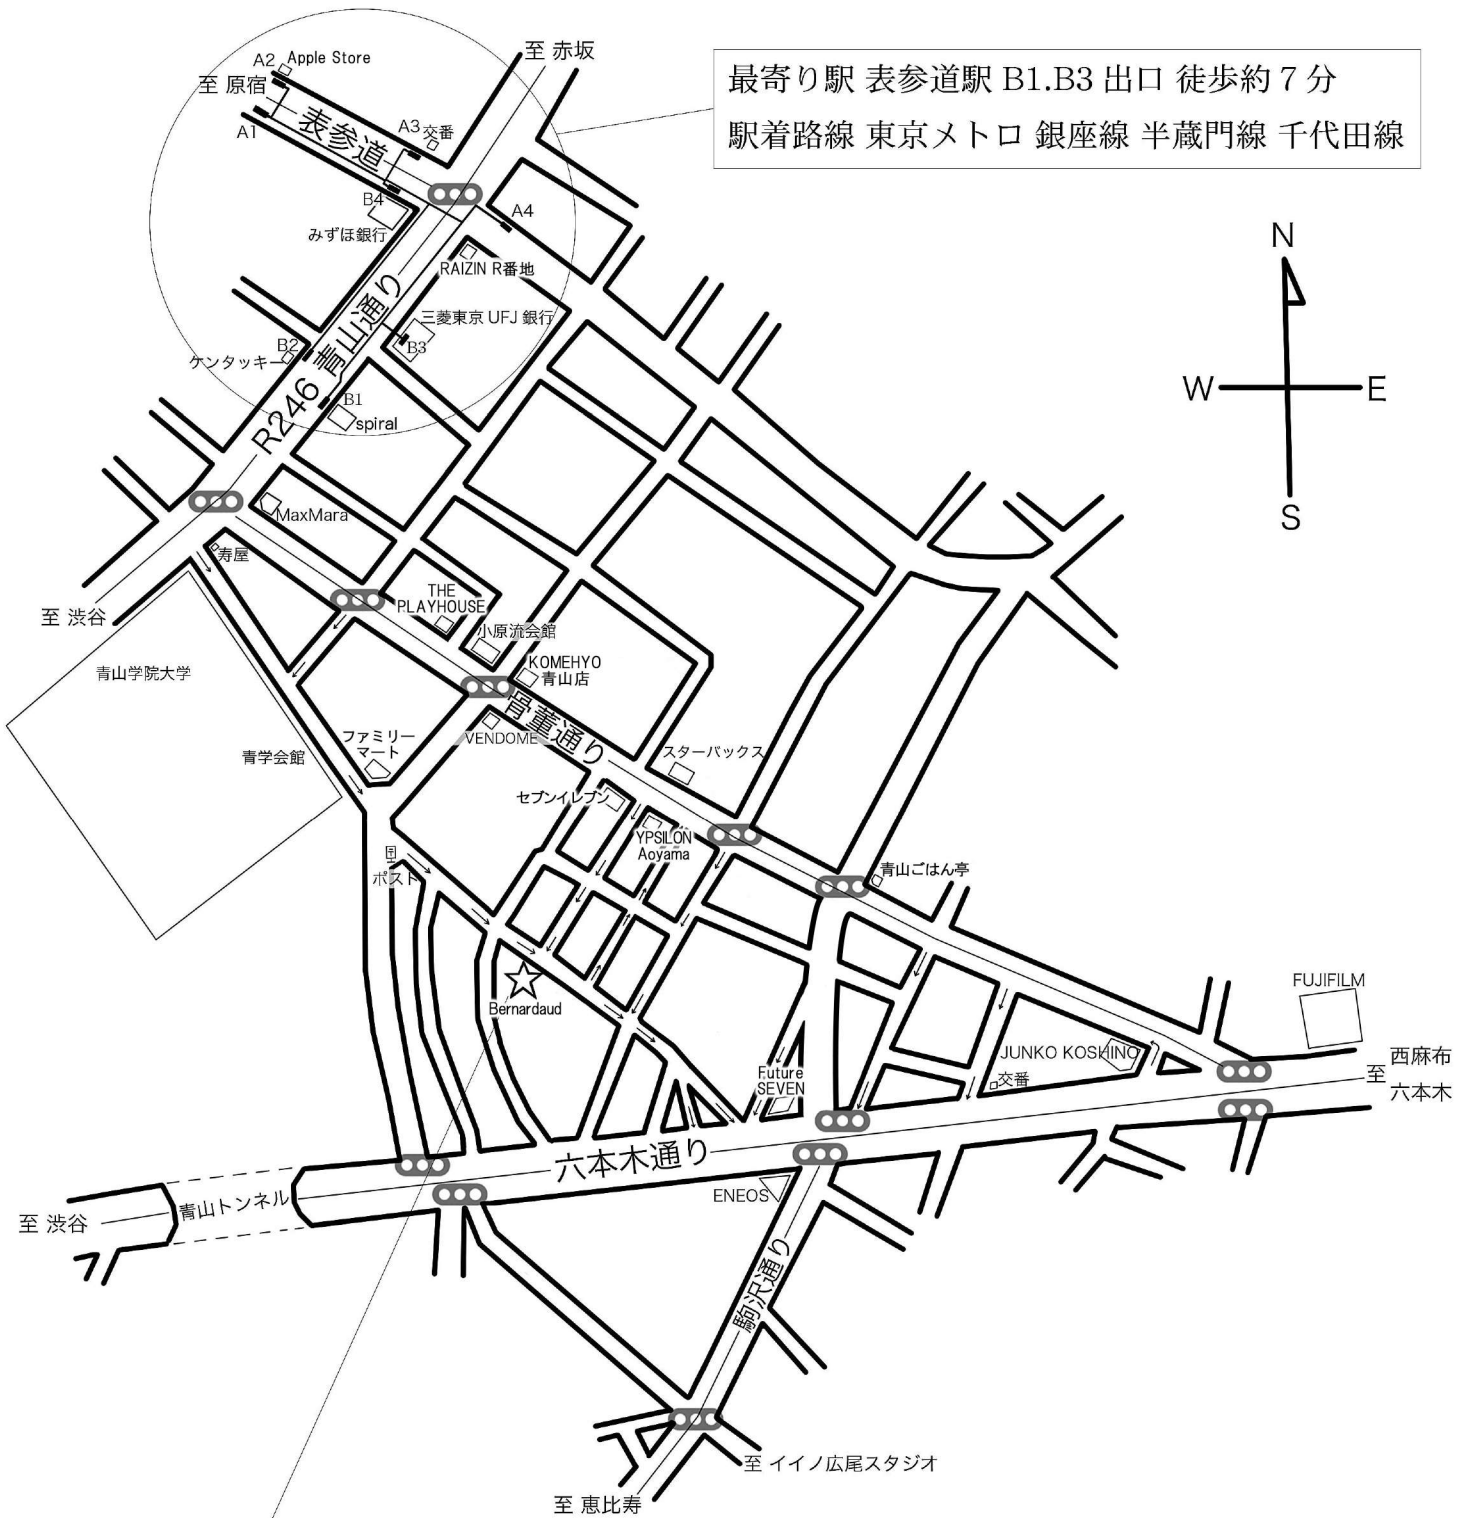 至 赤坂
A2
Apple Store
至 原宿
最寄り駅 表参道駅 B1.B3 出口 徒歩約 7 分
駅着路線 東京メトロ 銀座線 半蔵門線 千代田線
A1
表参道
A3
交番
B4
A4
みずほ銀行
N
RAIZIN R番地
三菱東京 UFJ 銀行
B2
ケンタッキー
B3
R246 青山通り
W
E
B1
spiral
MaxMara
S
寿屋
至 渋谷
THE
PLAYHOUSE
小原流会館
青山学院大学
KOMEHYO
青山店
骨董通り
ファミリー
マート
VENDOME
青学会館
スターバックス
セブンイレブン
YPSILON
Aoyama
ポスト
青山ごはん亭
Bernardaud
FUJIFILM
JUNKO KOSHINO
交番
Future
SEVEN
西麻布
至
六本木
六本木通り
ENEOS
青山トンネル
至 渋谷
駒沢通り
至 イイノ広尾スタジオ
至 恵比寿